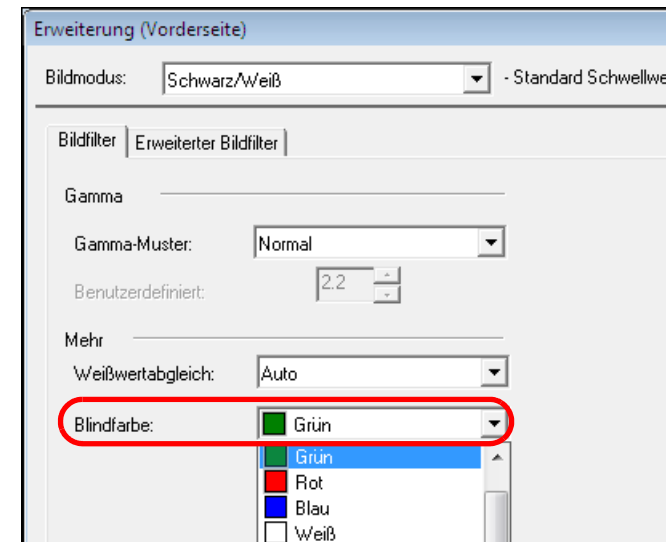 Erweiterung (Vorderseite)
Bildmodus: Schwarz/Weiß - Standard Schwellwe
Bildfilter Erweiterter Bildfilter
Gamma
Gamma-Muster: Normal
Benutzerdefiniert: 2.2
Mehr
Weißwertabgleich: Auto
Blindfarbe: Grün
Grün
Rot
Blau
Weiß